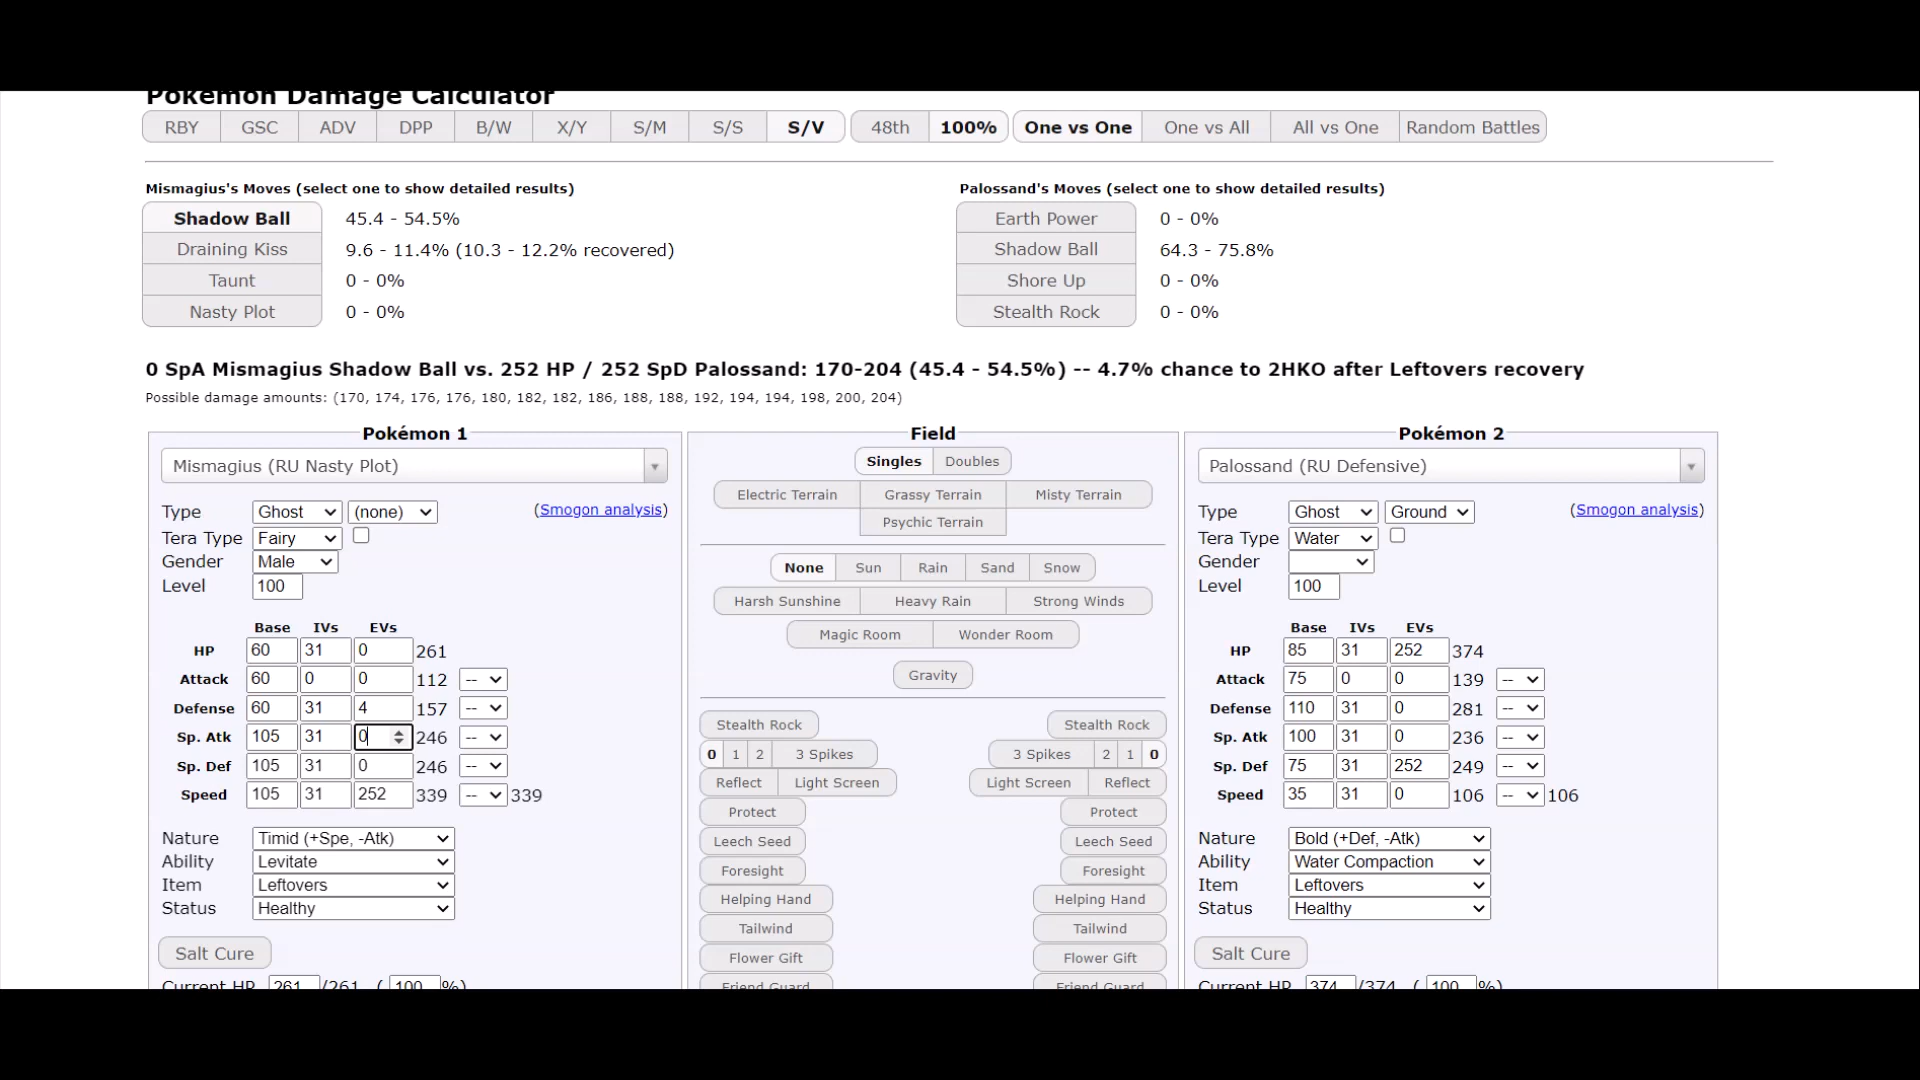 Pokémon Damage Calculator
RBY GSC ADV DPP B/W X/Y S/M S/S S/V 48th 100% One vs One One vs All All vs One Random Battles
Mismagius's Moves (select one to show detailed results)
Shadow Ball 45.4 - 54.5%
Draining Kiss 9.6 - 11.4% (10.3 - 12.2% recovered)
Taunt 0 - 0%
Nasty Plot 0 - 0%
Palossand's Moves (select one to show detailed results)
Earth Power 0 - 0%
Shadow Ball 64.3 - 75.8%
Shore Up 0 - 0%
Stealth Rock 0 - 0%
0 SpA Mismagius Shadow Ball vs. 252 HP / 252 SpD Palossand: 170-204 (45.4 - 54.5%) -- 4.7% chance to 2HKO after Leftovers recovery
Possible damage amounts: (170, 174, 176, 176, 180, 182, 182, 186, 188, 188, 192, 194, 194, 198, 200, 204)
Pokémon 1
Mismagius (RU Nasty Plot)
Type Ghost (none) (Smogon analysis)
Tera Type Fairy
Gender Male
Level 100
Base IVs EVs
HP 60 31 0 261
Attack 60 0 0 112 --
Defense 60 31 4 157 --
Sp. Atk 105 31 0 246 --
Sp. Def 105 31 0 246 --
Speed 105 31 252 339 -- 339
Nature Timid (+Spe, -Atk)
Ability Levitate
Item Leftovers
Status Healthy
Salt Cure
Current HP 261 /261 ( 100 %)
Field
Singles Doubles
Electric Terrain Grassy Terrain Misty Terrain
Psychic Terrain
None Sun Rain Sand Snow
Harsh Sunshine Heavy Rain Strong Winds
Magic Room Wonder Room
Gravity
Stealth Rock Stealth Rock
0 1 2 3 Spikes 3 Spikes 2 1 0
Reflect Light Screen Light Screen Reflect
Protect Protect
Leech Seed Leech Seed
Foresight Foresight
Helping Hand Helping Hand
Tailwind Tailwind
Flower Gift Flower Gift
Friend Guard Friend Guard
Pokémon 2
Palossand (RU Defensive)
Type Ghost Ground (Smogon analysis)
Tera Type Water
Gender
Level 100
Base IVs EVs
HP 85 31 252 374
Attack 75 0 0 139 --
Defense 110 31 0 281 --
Sp. Atk 100 31 0 236 --
Sp. Def 75 31 252 249 --
Speed 35 31 0 106 -- 106
Nature Bold (+Def, -Atk)
Ability Water Compaction
Item Leftovers
Status Healthy
Salt Cure
Current HP 374 /374 ( 100 %)